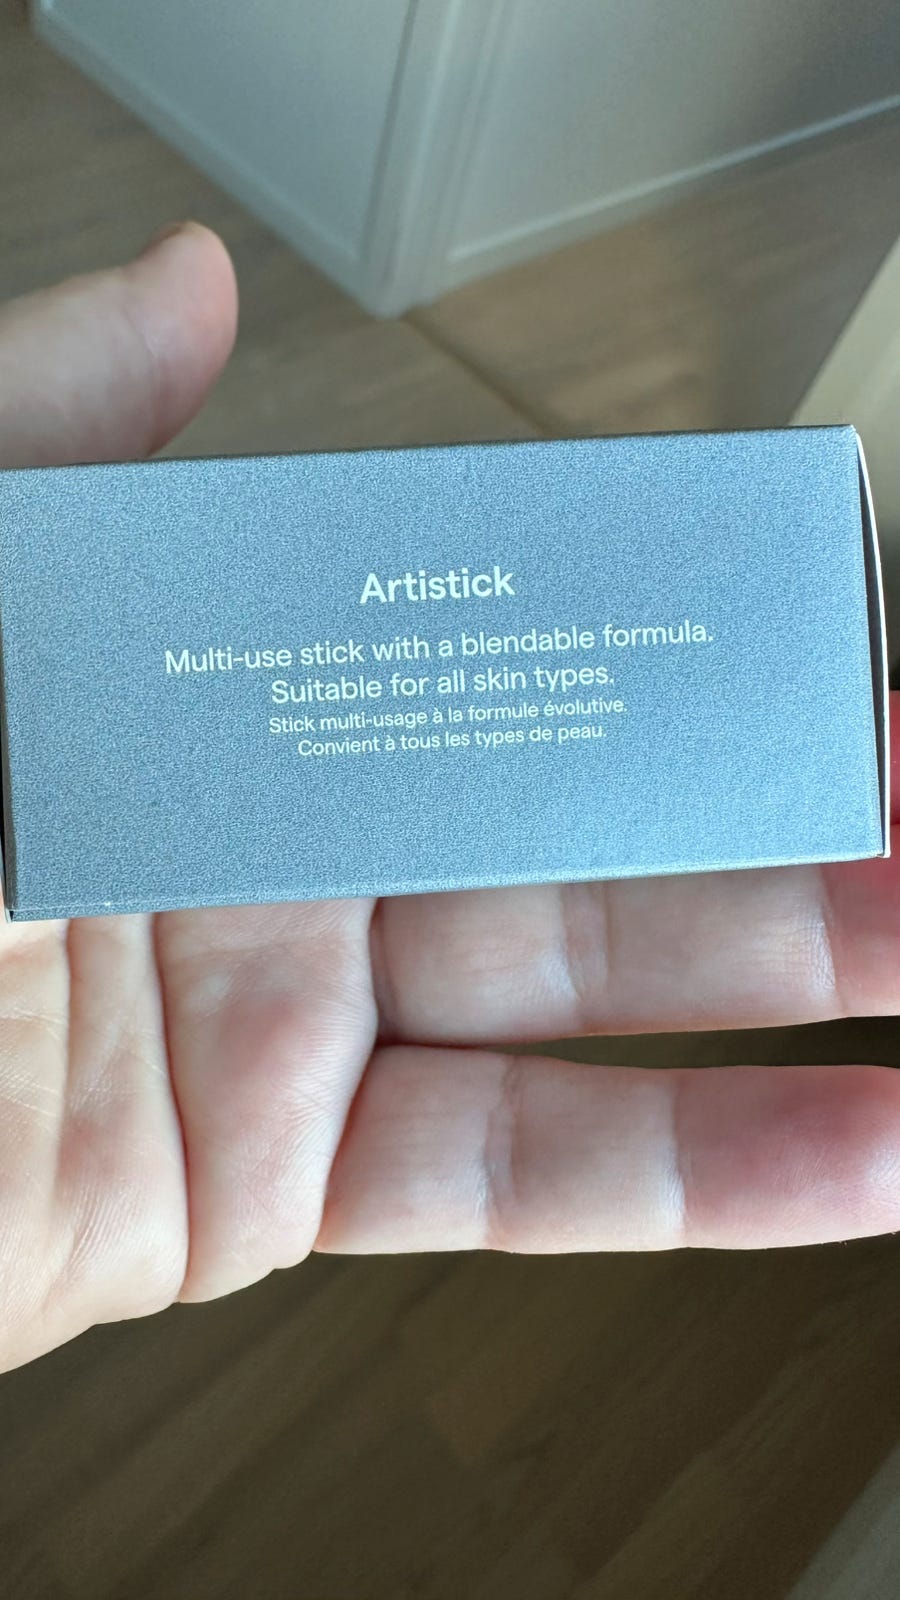 Artistick
Multi-use stick with a blendable formula.
Suitable for all skin types.
Stick multi-usage à la formule évolutive.
Convient à tous les types de peau.